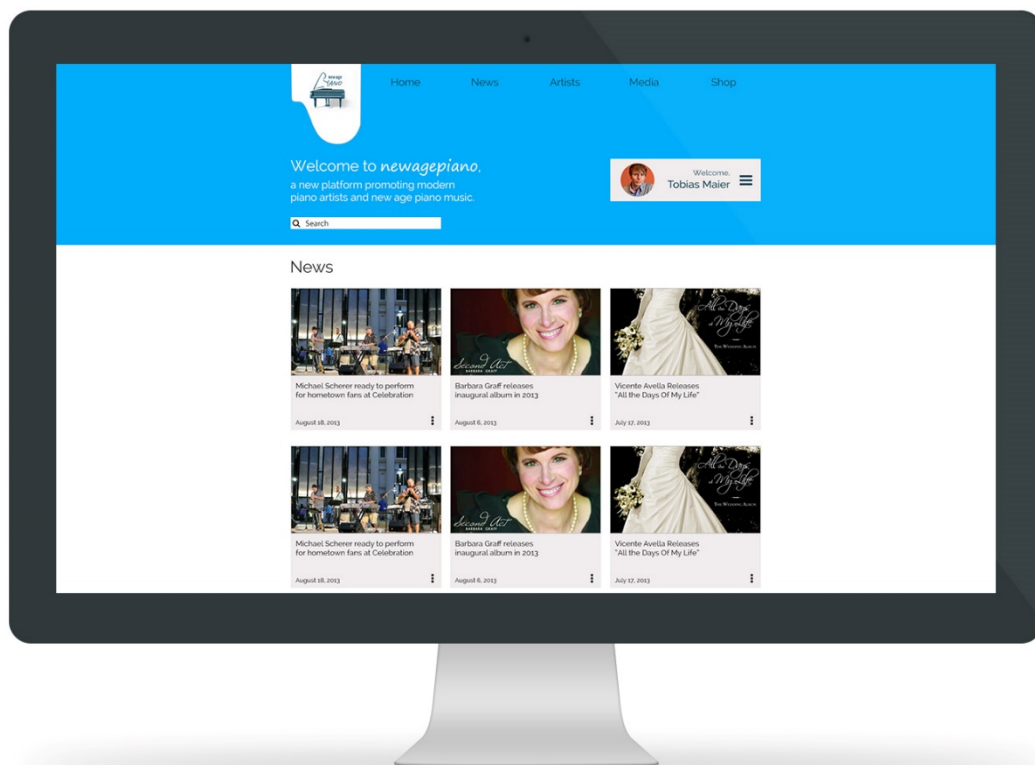 newage
Piano
Home
News
Artists
Media
Shop
Welcome to newagepiano,
a new platform promoting modern
piano artists and new age piano music.
Welcome,
Tobias Maier
Search
News
Second Act
BARBARA GRAFF
All the Days
of My Life
THE WEDDING ALBUM
Michael Scherer ready to perform
for hometown fans at Celebration
August 18, 2013
Barbara Graff releases
inaugural album in 2013
August 6, 2013
Vicente Avella Releases
"All the Days Of My Life"
July 17, 2013
Second Act
BARBARA GRAFF
All the Days
of My Life
THE WEDDING ALBUM
Michael Scherer ready to perform
for hometown fans at Celebration
August 18, 2013
Barbara Graff releases
inaugural album in 2013
August 6, 2013
Vicente Avella Releases
"All the Days Of My Life"
July 17, 2013